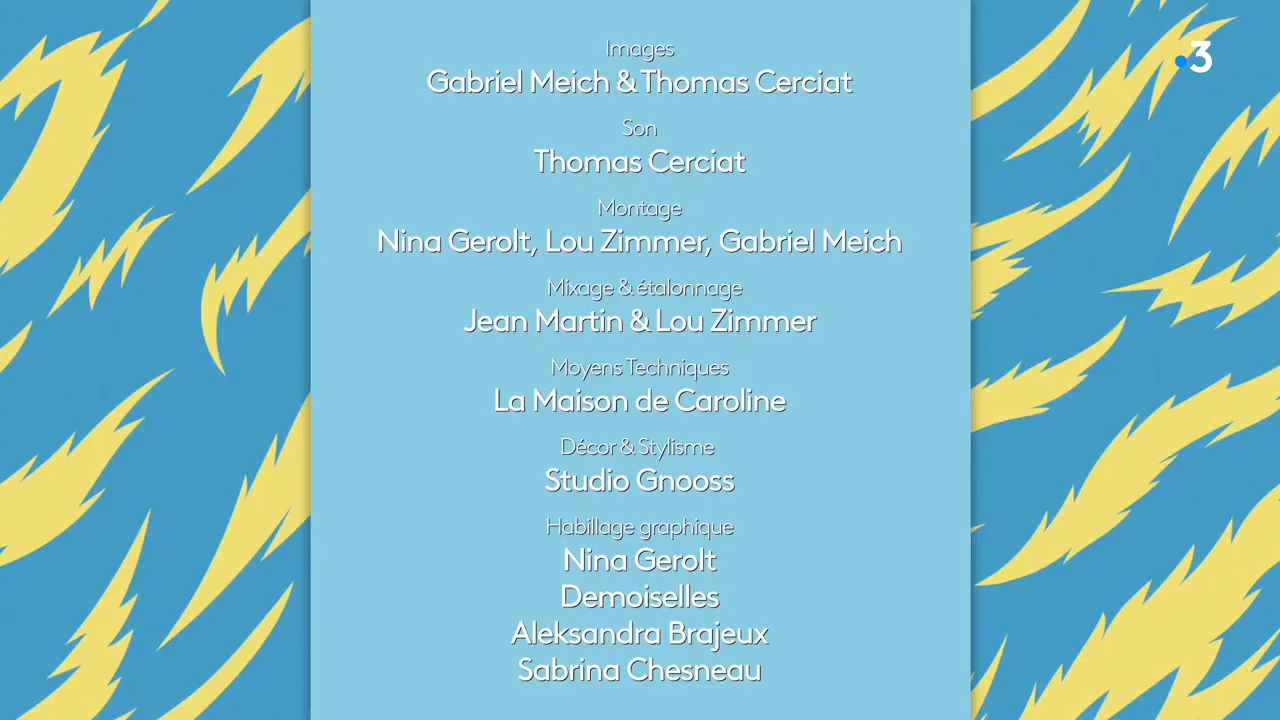 Images
Gabriel Meich & Thomas Cerciat
Son
Thomas Cerciat
Montage
Nina Gerolt, Lou Zimmer, Gabriel Meich
Mixage & étalonnage
Jean Martin & Lou Zimmer
Moyens Techniques
La Maison de Caroline
Décor & Stylisme
Studio Gnooss
Habillage graphique
Nina Gerolt
Demoiselles
Aleksandra Brajeux
Sabrina Chesneau
3